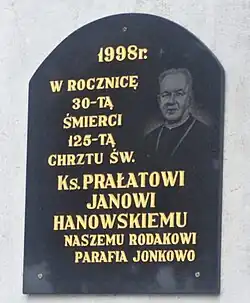 1998r.
W ROCZNICĘ
30-TĄ
ŚMIERCI
125-TĄ
CHRZTU ŚW.
Ks. PRAŁATOWI
JANOWI
HANOWSKIEMU
NASZEMU RODAKOWI
PARAFIA JONKOWO